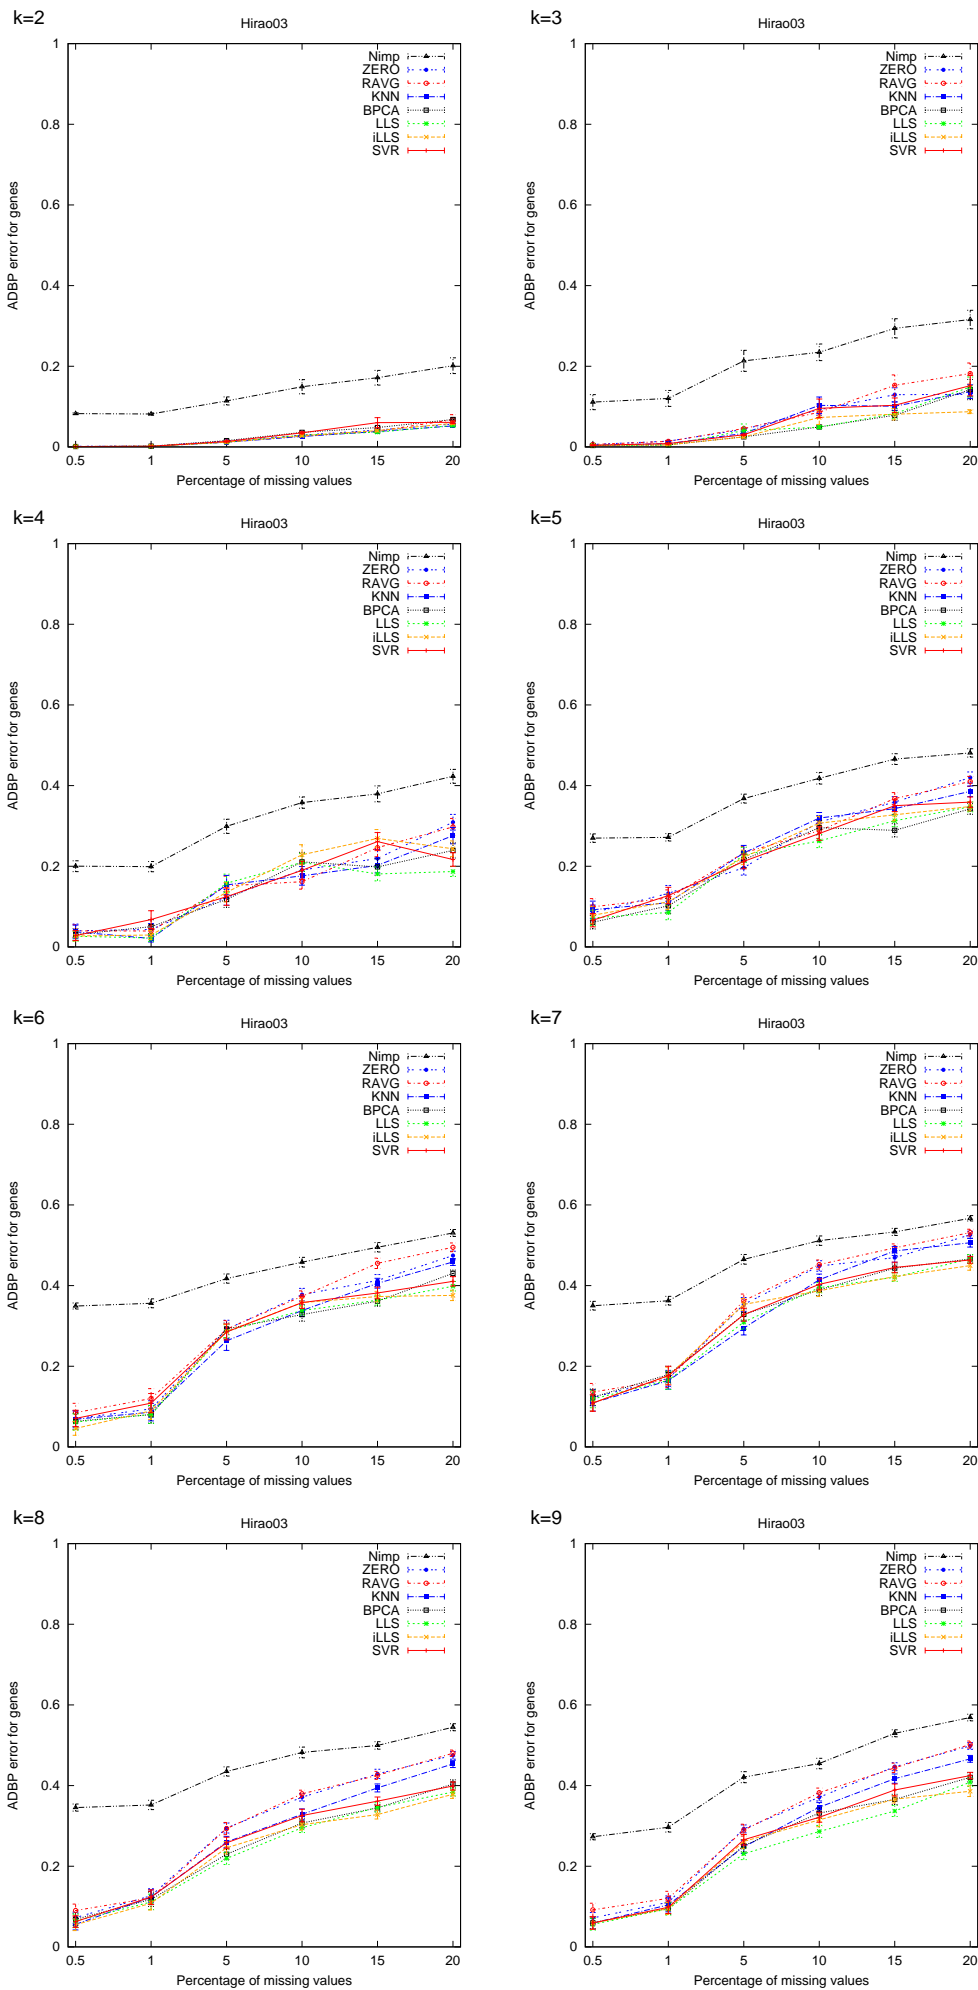 k=2
Hirao03
1
0.8
0.6
0.4
0.2
0
0.5 1 5 10 15 20
Percentage of missing values
ADBP error for genes
Nimp
ZERO
RAVG
KNN
BPCA
LLS
iLLS
SVR
k=3
Hirao03
1
0.8
0.6
0.4
0.2
0
0.5 1 5 10 15 20
Percentage of missing values
ADBP error for genes
Nimp
ZERO
RAVG
KNN
BPCA
LLS
iLLS
SVR
k=4
Hirao03
1
0.8
0.6
0.4
0.2
0
0.5 1 5 10 15 20
Percentage of missing values
ADBP error for genes
Nimp
ZERO
RAVG
KNN
BPCA
LLS
iLLS
SVR
k=5
Hirao03
1
0.8
0.6
0.4
0.2
0
0.5 1 5 10 15 20
Percentage of missing values
ADBP error for genes
Nimp
ZERO
RAVG
KNN
BPCA
LLS
iLLS
SVR
k=6
Hirao03
1
0.8
0.6
0.4
0.2
0
0.5 1 5 10 15 20
Percentage of missing values
ADBP error for genes
Nimp
ZERO
RAVG
KNN
BPCA
LLS
iLLS
SVR
k=7
Hirao03
1
0.8
0.6
0.4
0.2
0
0.5 1 5 10 15 20
Percentage of missing values
ADBP error for genes
Nimp
ZERO
RAVG
KNN
BPCA
LLS
iLLS
SVR
k=8
Hirao03
1
0.8
0.6
0.4
0.2
0
0.5 1 5 10 15 20
Percentage of missing values
ADBP error for genes
Nimp
ZERO
RAVG
KNN
BPCA
LLS
iLLS
SVR
k=9
Hirao03
1
0.8
0.6
0.4
0.2
0
0.5 1 5 10 15 20
Percentage of missing values
ADBP error for genes
Nimp
ZERO
RAVG
KNN
BPCA
LLS
iLLS
SVR